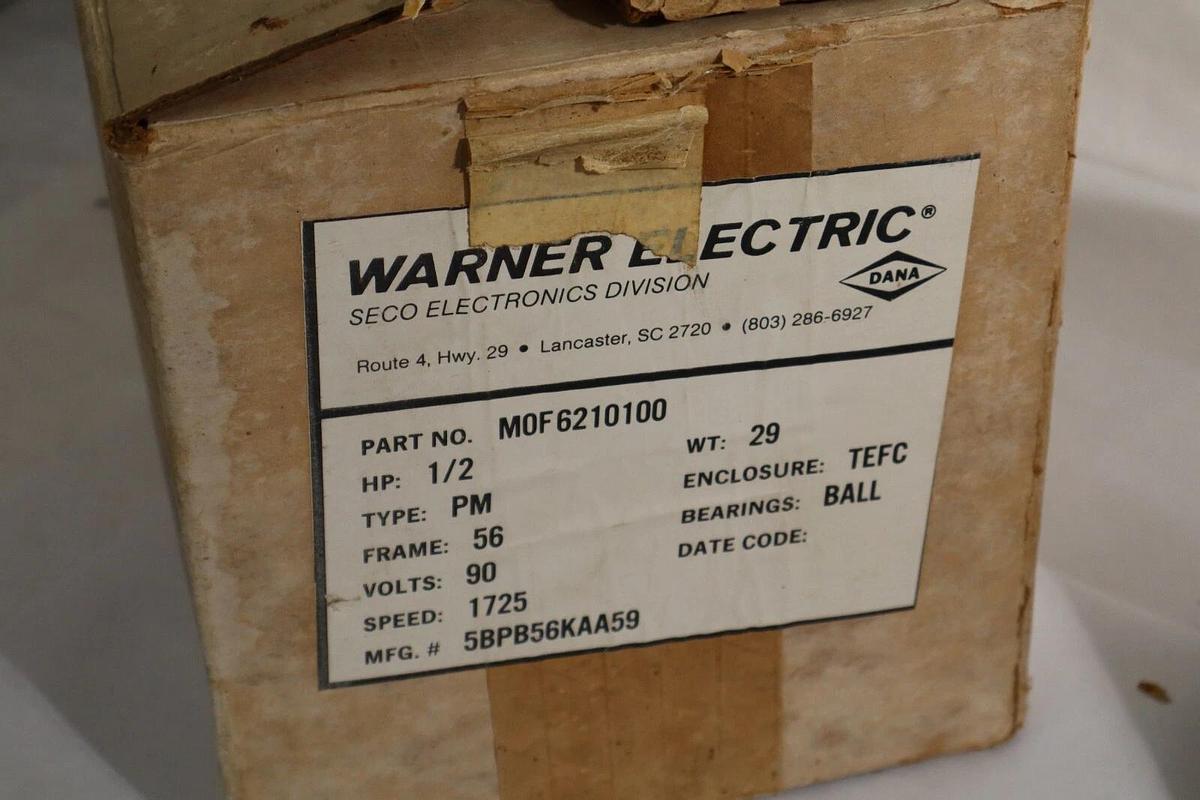 WARNER ELECTRIC®
SECO ELECTRONICS DIVISION
DANA
Route 4, Hwy. 29 • Lancaster, SC 2720 • (803) 286-6927
PART NO. M0F6210100
HP: 1/2
TYPE: PM
FRAME: 56
VOLTS: 90
SPEED: 1725
MFG. # 5BPB56KAA59
WT: 29
ENCLOSURE: TEFC
BEARINGS: BALL
DATE CODE: